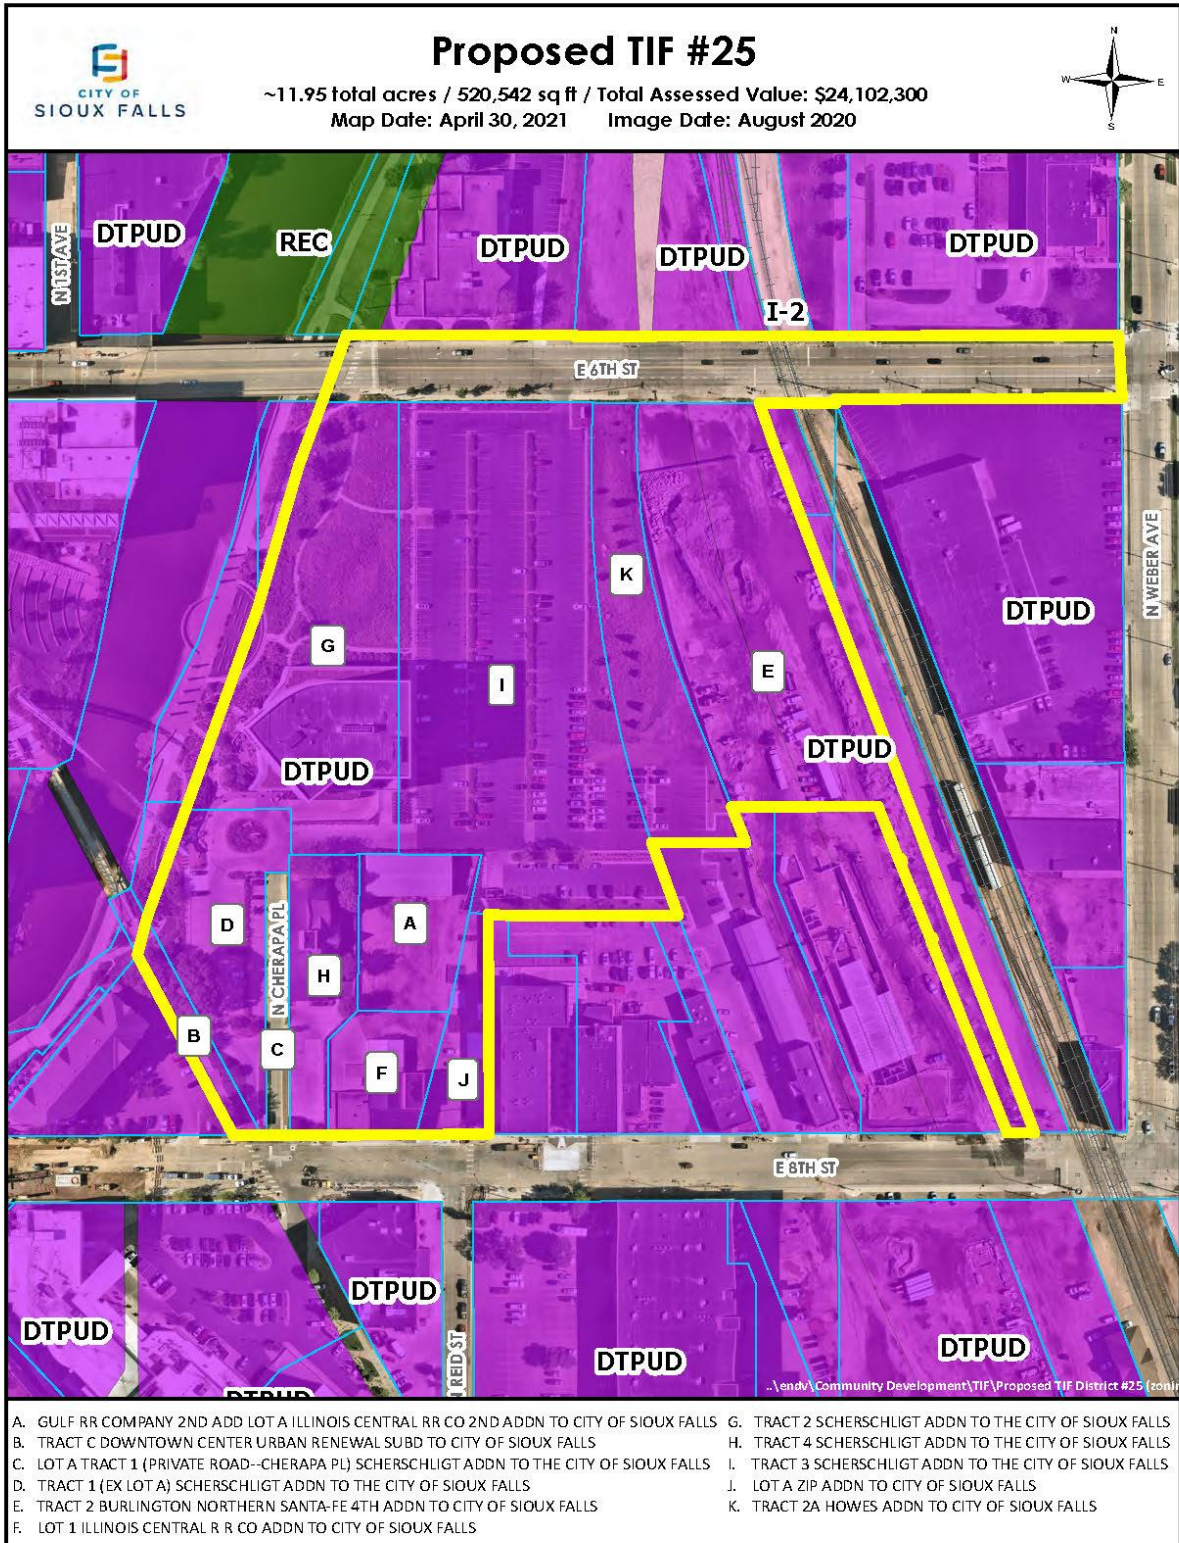 CITY OF
SIOUX FALLS
Proposed TIF #25
~11.95 total acres / 520,542 sq ft / Total Assessed Value: $24,102,300
Map Date: April 30, 2021 Image Date: August 2020
N
W E
S
N 1ST AVE
DTPUD
REC
DTPUD
DTPUD
DTPUD
I-2
E 6TH ST
N WEBER AVE
K
DTPUD
G
E
I
DTPUD
DTPUD
D
A
N CHERAPA PL
H
B
C
F
J
E 8TH ST
DTPUD
DTPUD
N REID ST
DTPUD
DTPUD
DTPUD
..\endv\Community Development\TIF\Proposed TIF District #25 (zonin
A. GULF RR COMPANY 2ND ADD LOT A ILLINOIS CENTRAL RR CO 2ND ADDN TO CITY OF SIOUX FALLS
B. TRACT C DOWNTOWN CENTER URBAN RENEWAL SUBD TO CITY OF SIOUX FALLS
C. LOT A TRACT 1 (PRIVATE ROAD--CHERAPA PL) SCHERSCHLIGT ADDN TO THE CITY OF SIOUX FALLS
D. TRACT 1 (EX LOT A) SCHERSCHLIGT ADDN TO THE CITY OF SIOUX FALLS
E. TRACT 2 BURLINGTON NORTHERN SANTA-FE 4TH ADDN TO CITY OF SIOUX FALLS
F. LOT 1 ILLINOIS CENTRAL R R CO ADDN TO CITY OF SIOUX FALLS
G. TRACT 2 SCHERSCHLIGT ADDN TO THE CITY OF SIOUX FALLS
H. TRACT 4 SCHERSCHLIGT ADDN TO THE CITY OF SIOUX FALLS
I. TRACT 3 SCHERSCHLIGT ADDN TO THE CITY OF SIOUX FALLS
J. LOT A ZIP ADDN TO CITY OF SIOUX FALLS
K. TRACT 2A HOWES ADDN TO CITY OF SIOUX FALLS